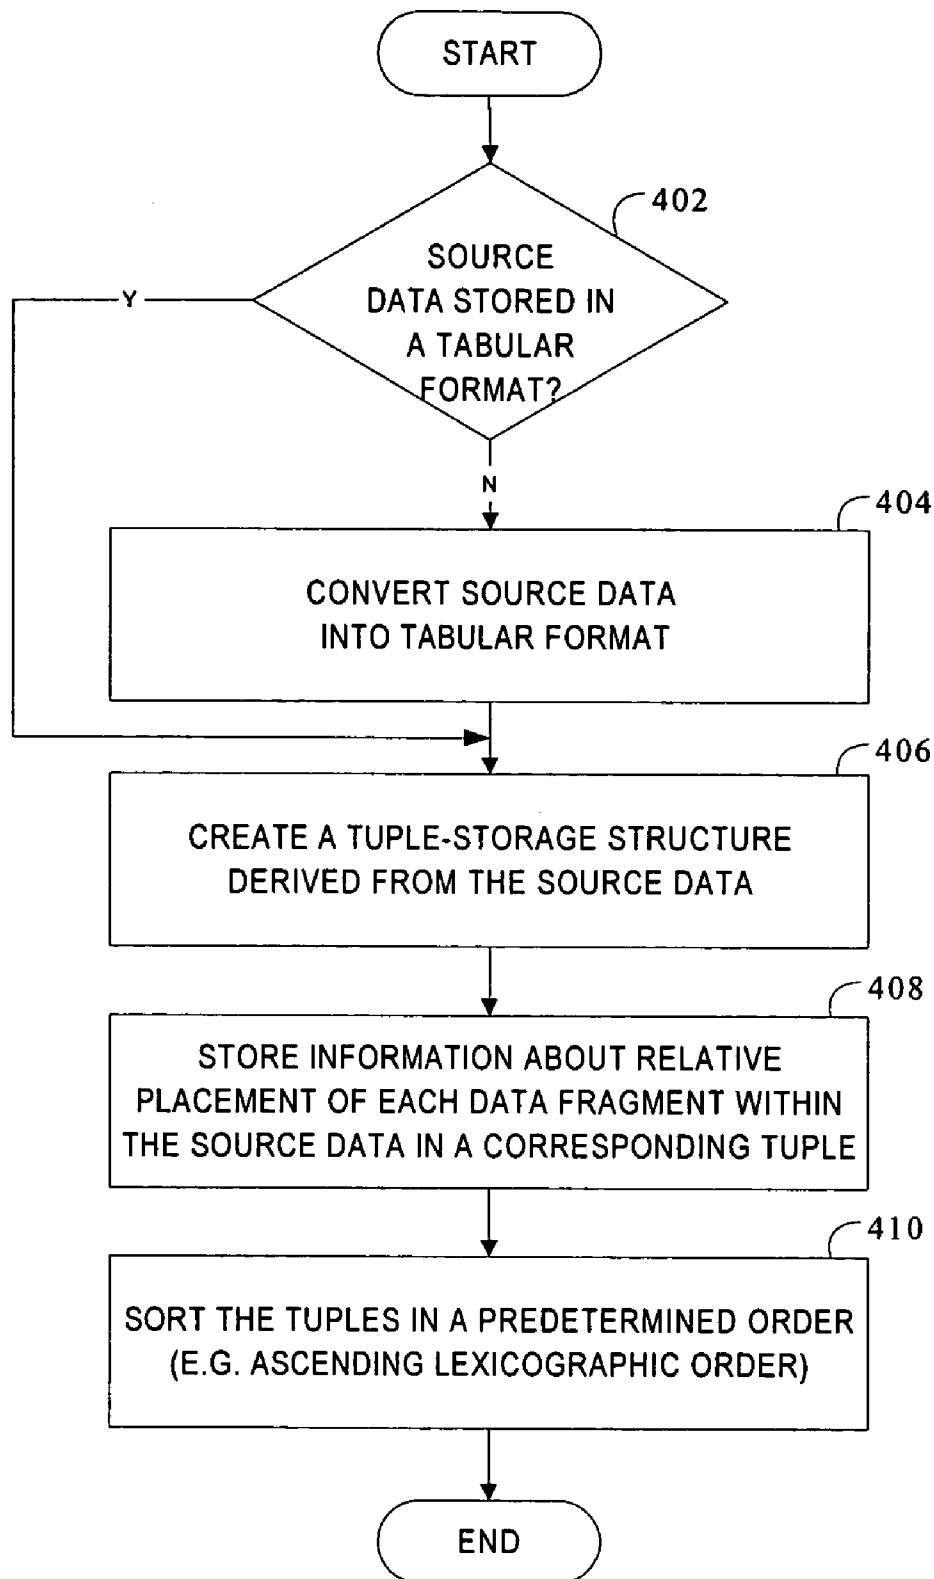 START
402
SOURCE
DATA STORED IN
A TABULAR
FORMAT?
Y
N
404
CONVERT SOURCE DATA
INTO TABULAR FORMAT
406
CREATE A TUPLE-STORAGE STRUCTURE
DERIVED FROM THE SOURCE DATA
408
STORE INFORMATION ABOUT RELATIVE
PLACEMENT OF EACH DATA FRAGMENT WITHIN
THE SOURCE DATA IN A CORRESPONDING TUPLE
410
SORT THE TUPLES IN A PREDETERMINED ORDER
(E.G. ASCENDING LEXICOGRAPHIC ORDER)
END